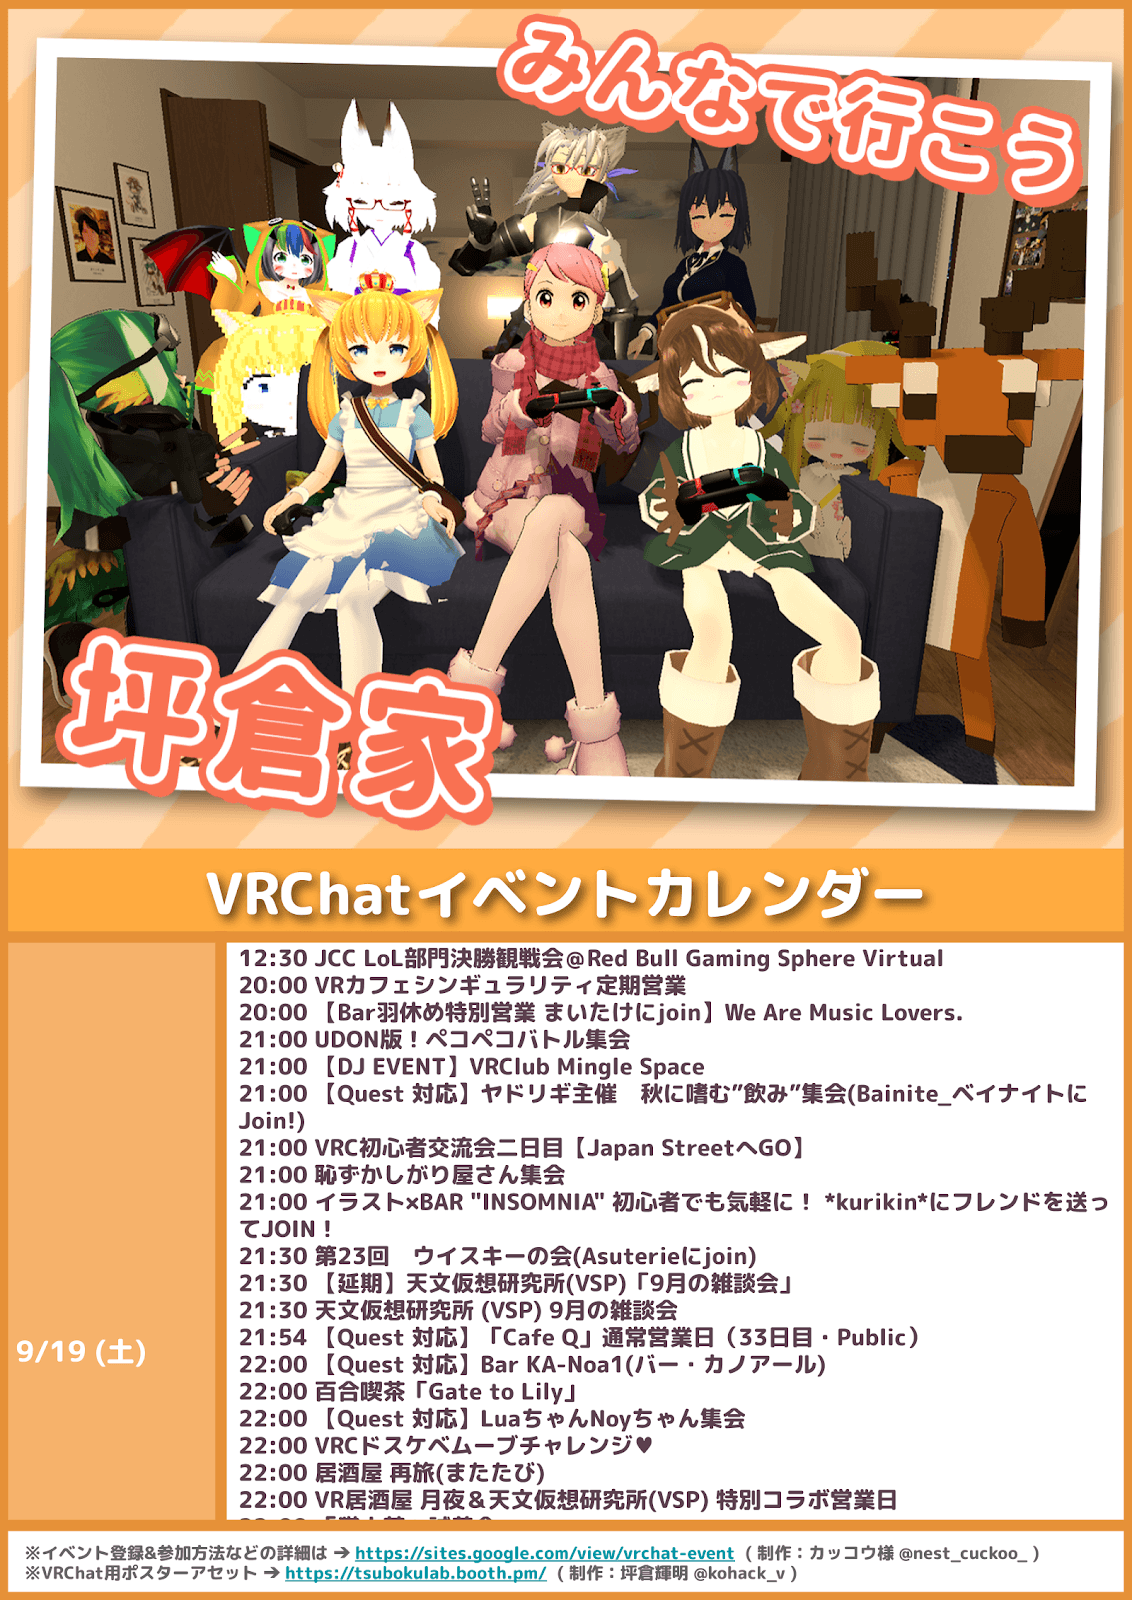 みんなで行こう
坪倉家
VRChatイベントカレンダー
12:30 JCC LoL部門決勝観戦会@Red Bull Gaming Sphere Virtual
20:00 VRカフェシンギュラリティ定期営業
20:00 【Bar羽休め特別営業 まいたけにjoin】We Are Music Lovers.
21:00 UDON版！ペコペコバトル集会
21:00 【DJ EVENT】VRClub Mingle Space
21:00 【Quest 対応】ヤドリギ主催　秋に嗜む”飲み”集会(Bainite_ベイナイトに
Join!)
21:00 VRC初心者交流会二日目【Japan StreetへGO】
21:00 恥ずかしがり屋さん集会
21:00 イラスト×BAR "INSOMNIA" 初心者でも気軽に！ *kurikin*にフレンドを送っ
てJOIN！
21:30 第23回　ウイスキーの会(Asuterieにjoin)
21:30 【延期】天文仮想研究所(VSP)「9月の雑談会」
21:30 天文仮想研究所 (VSP) 9月の雑談会
9/19 (土)
21:54 【Quest 対応】「Cafe Q」通常営業日（33日目・Public）
22:00 【Quest 対応】Bar KA-Noa1(バー・カノアール)
22:00 百合喫茶「Gate to Lily」
22:00 【Quest 対応】LuaちゃんNoyちゃん集会
22:00 VRCドスケベムーブチャレンジ♥
22:00 居酒屋 再旅(またたび)
22:00 VR居酒屋 月夜＆天文仮想研究所(VSP) 特別コラボ営業日
※イベント登録&参加方法などの詳細は → https://sites.google.com/view/vrchat-event ( 制作：カッコウ様 @nest_cuckoo_ )
※VRChat用ポスターアセット → https://tsubokulab.booth.pm/ ( 制作：坪倉輝明 @kohack_v )